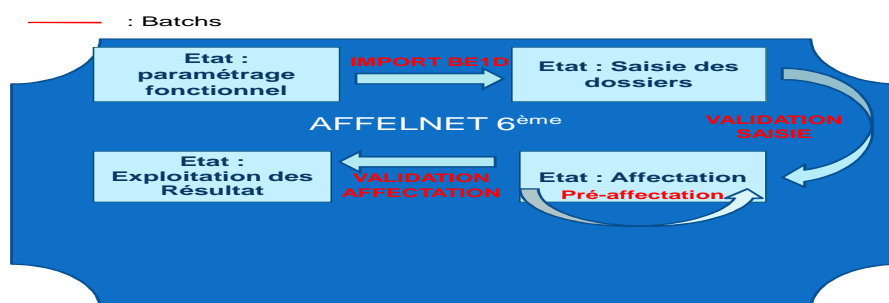 : Batchs
Etat :
paramétrage
fonctionnel
IMPORT BE1D
Etat : Saisie des
dossiers
AFFELNET 6ème
VALIDATION
SAISIE
Etat :
Exploitation des
Résultat
VALIDATION
AFFECTATION
Etat : Affectation
Pré-affectation